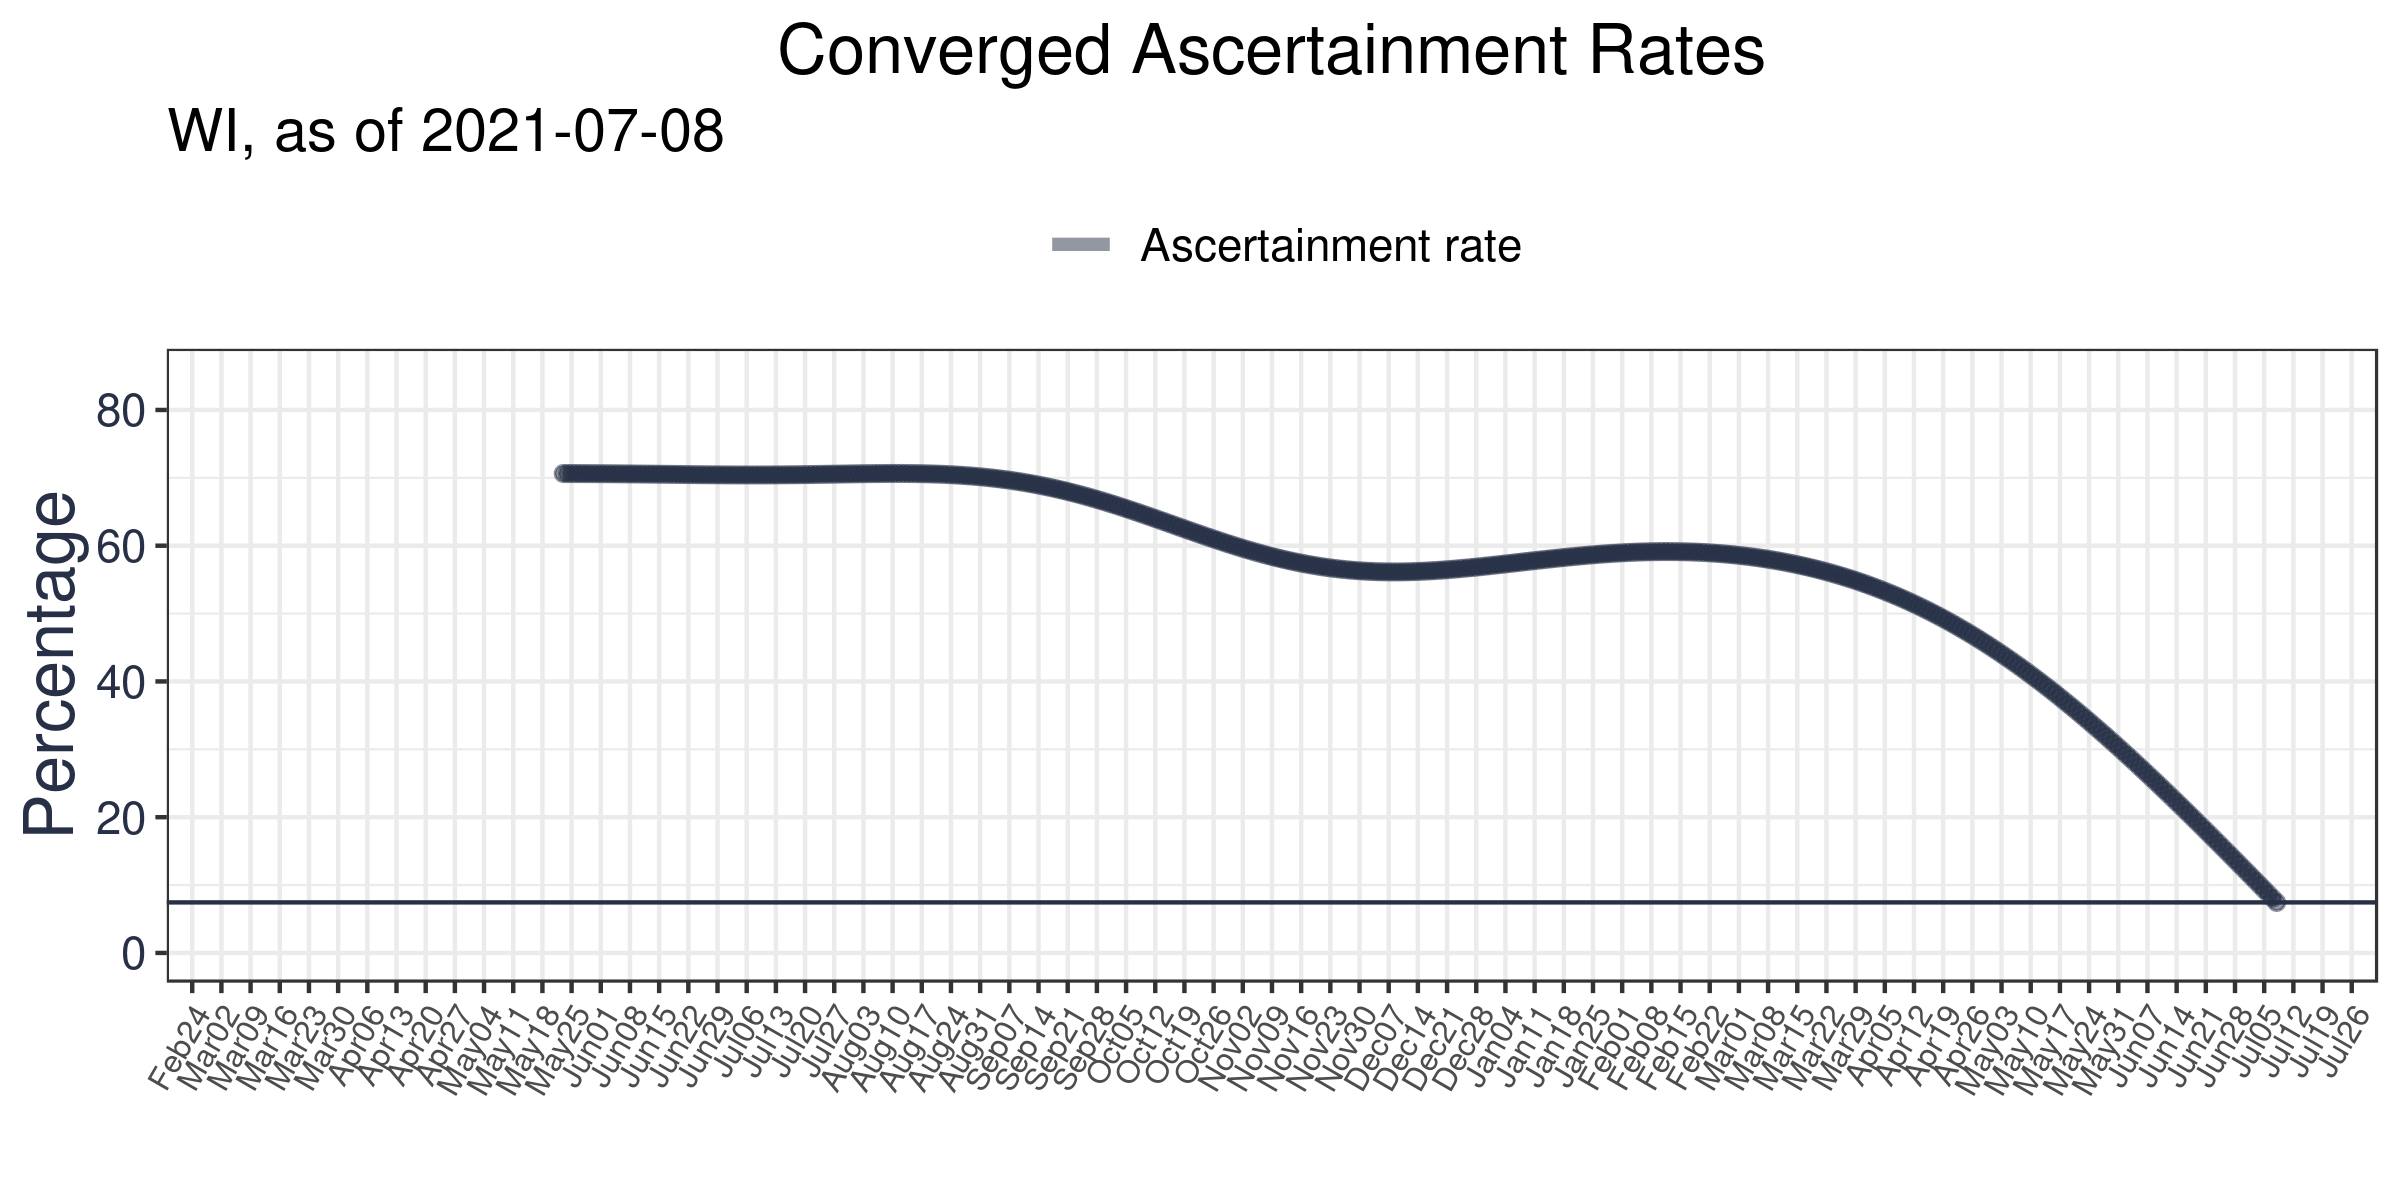 Converged Ascertainment Rates
WI, as of 2021-07-08
Ascertainment rate
Percentage
80
60
40
20
0
Feb24
Mar02
Mar09
Mar16
Mar23
Mar30
Apr06
Apr13
Apr20
Apr27
May04
May11
May18
May25
Jun01
Jun08
Jun15
Jun22
Jun29
Jul06
Jul13
Jul20
Jul27
Aug03
Aug10
Aug17
Aug24
Aug31
Sep07
Sep14
Sep21
Sep28
Oct05
Oct12
Oct19
Oct26
Nov02
Nov09
Nov16
Nov23
Nov30
Dec07
Dec14
Dec21
Dec28
Jan04
Jan11
Jan18
Jan25
Feb01
Feb08
Feb15
Feb22
Mar01
Mar08
Mar15
Mar22
Mar29
Apr05
Apr12
Apr19
Apr26
May03
May10
May17
May24
May31
Jun07
Jun14
Jun21
Jun28
Jul05
Jul12
Jul19
Jul26